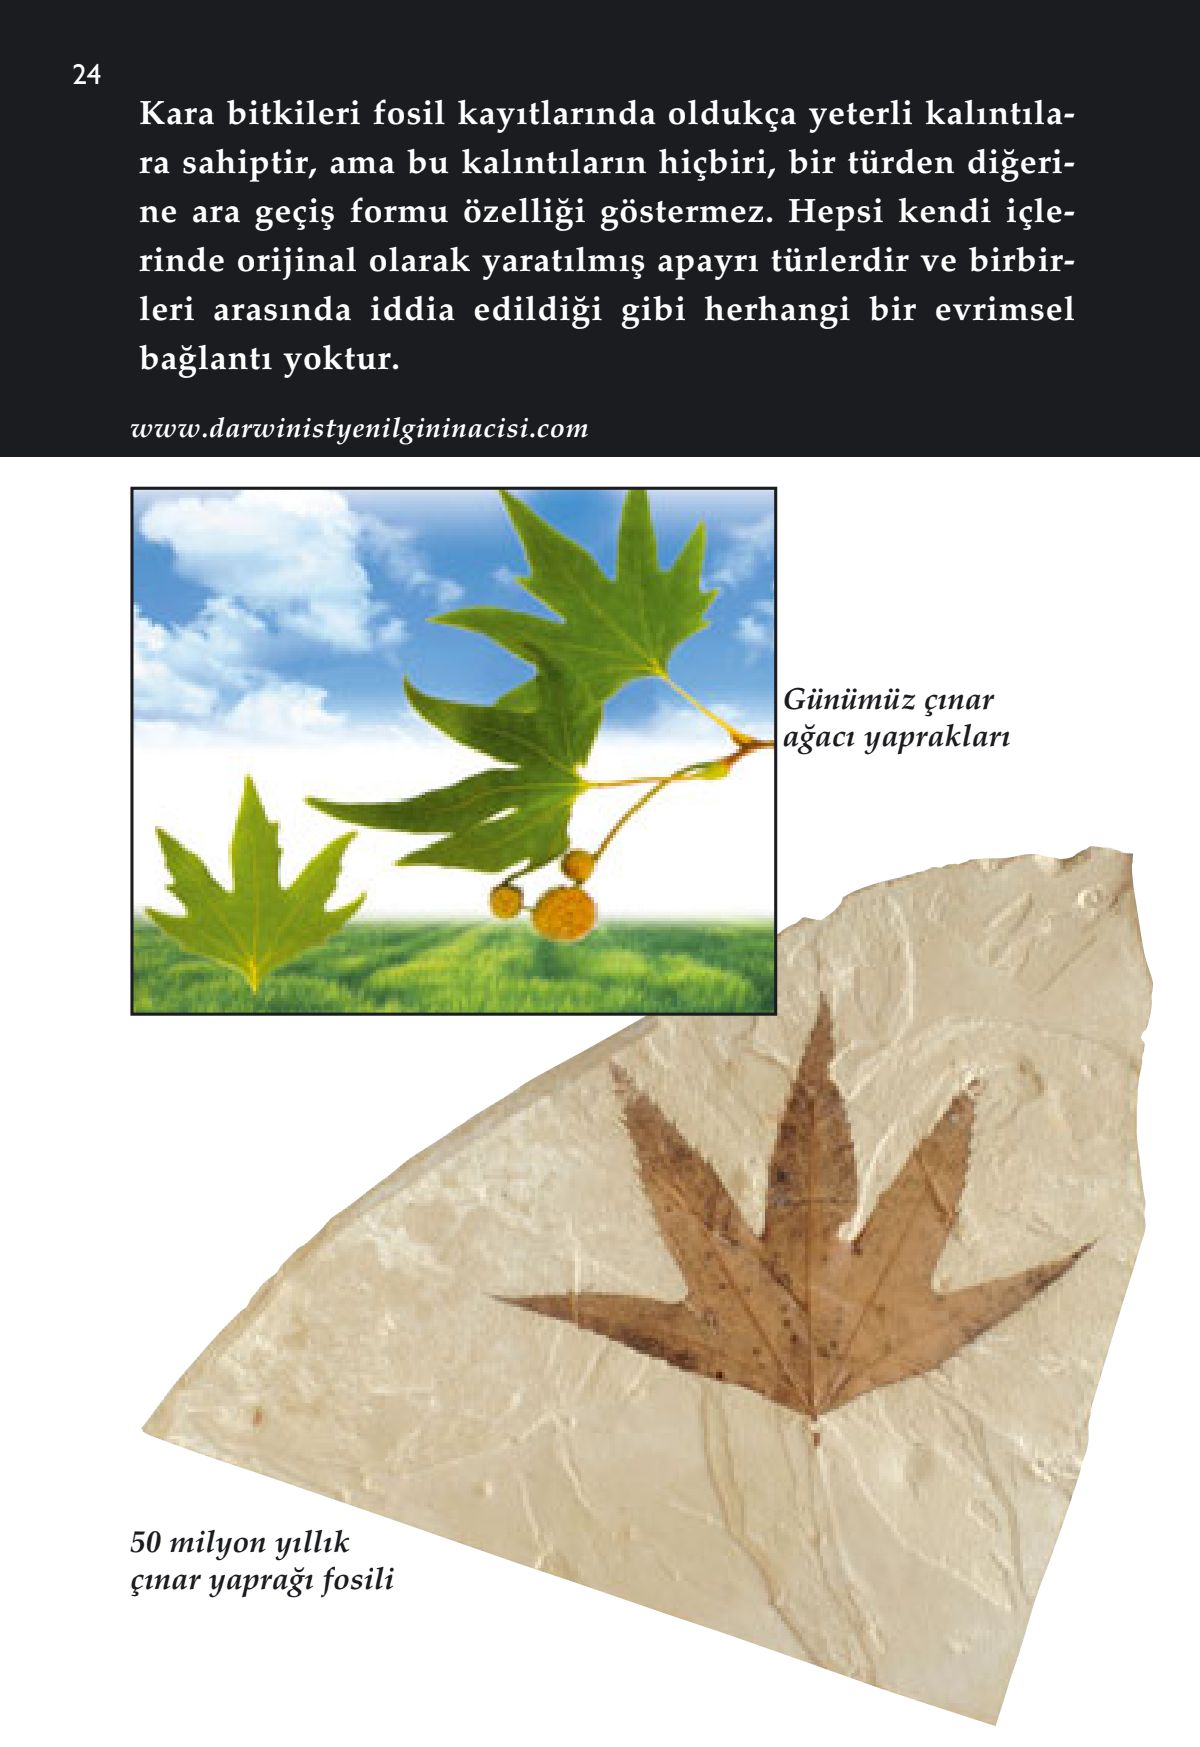 24
Kara bitkileri fosil kayıtlarında oldukça yeterli kalıntıla-
ra sahiptir, ama bu kalıntıların hiçbiri, bir türden diğeri-
ne ara geçiş formu özelliği göstermez. Hepsi kendi içle-
rinde orijinal olarak yaratılmış apayrı türlerdir ve birbir-
leri arasında iddia edildiği gibi herhangi bir evrimsel
bağlantı yoktur.
www.darwinistyenilgininacisi.com
Günümüz çınar
ağacı yaprakları
50 milyon yıllık
çınar yaprağı fosili